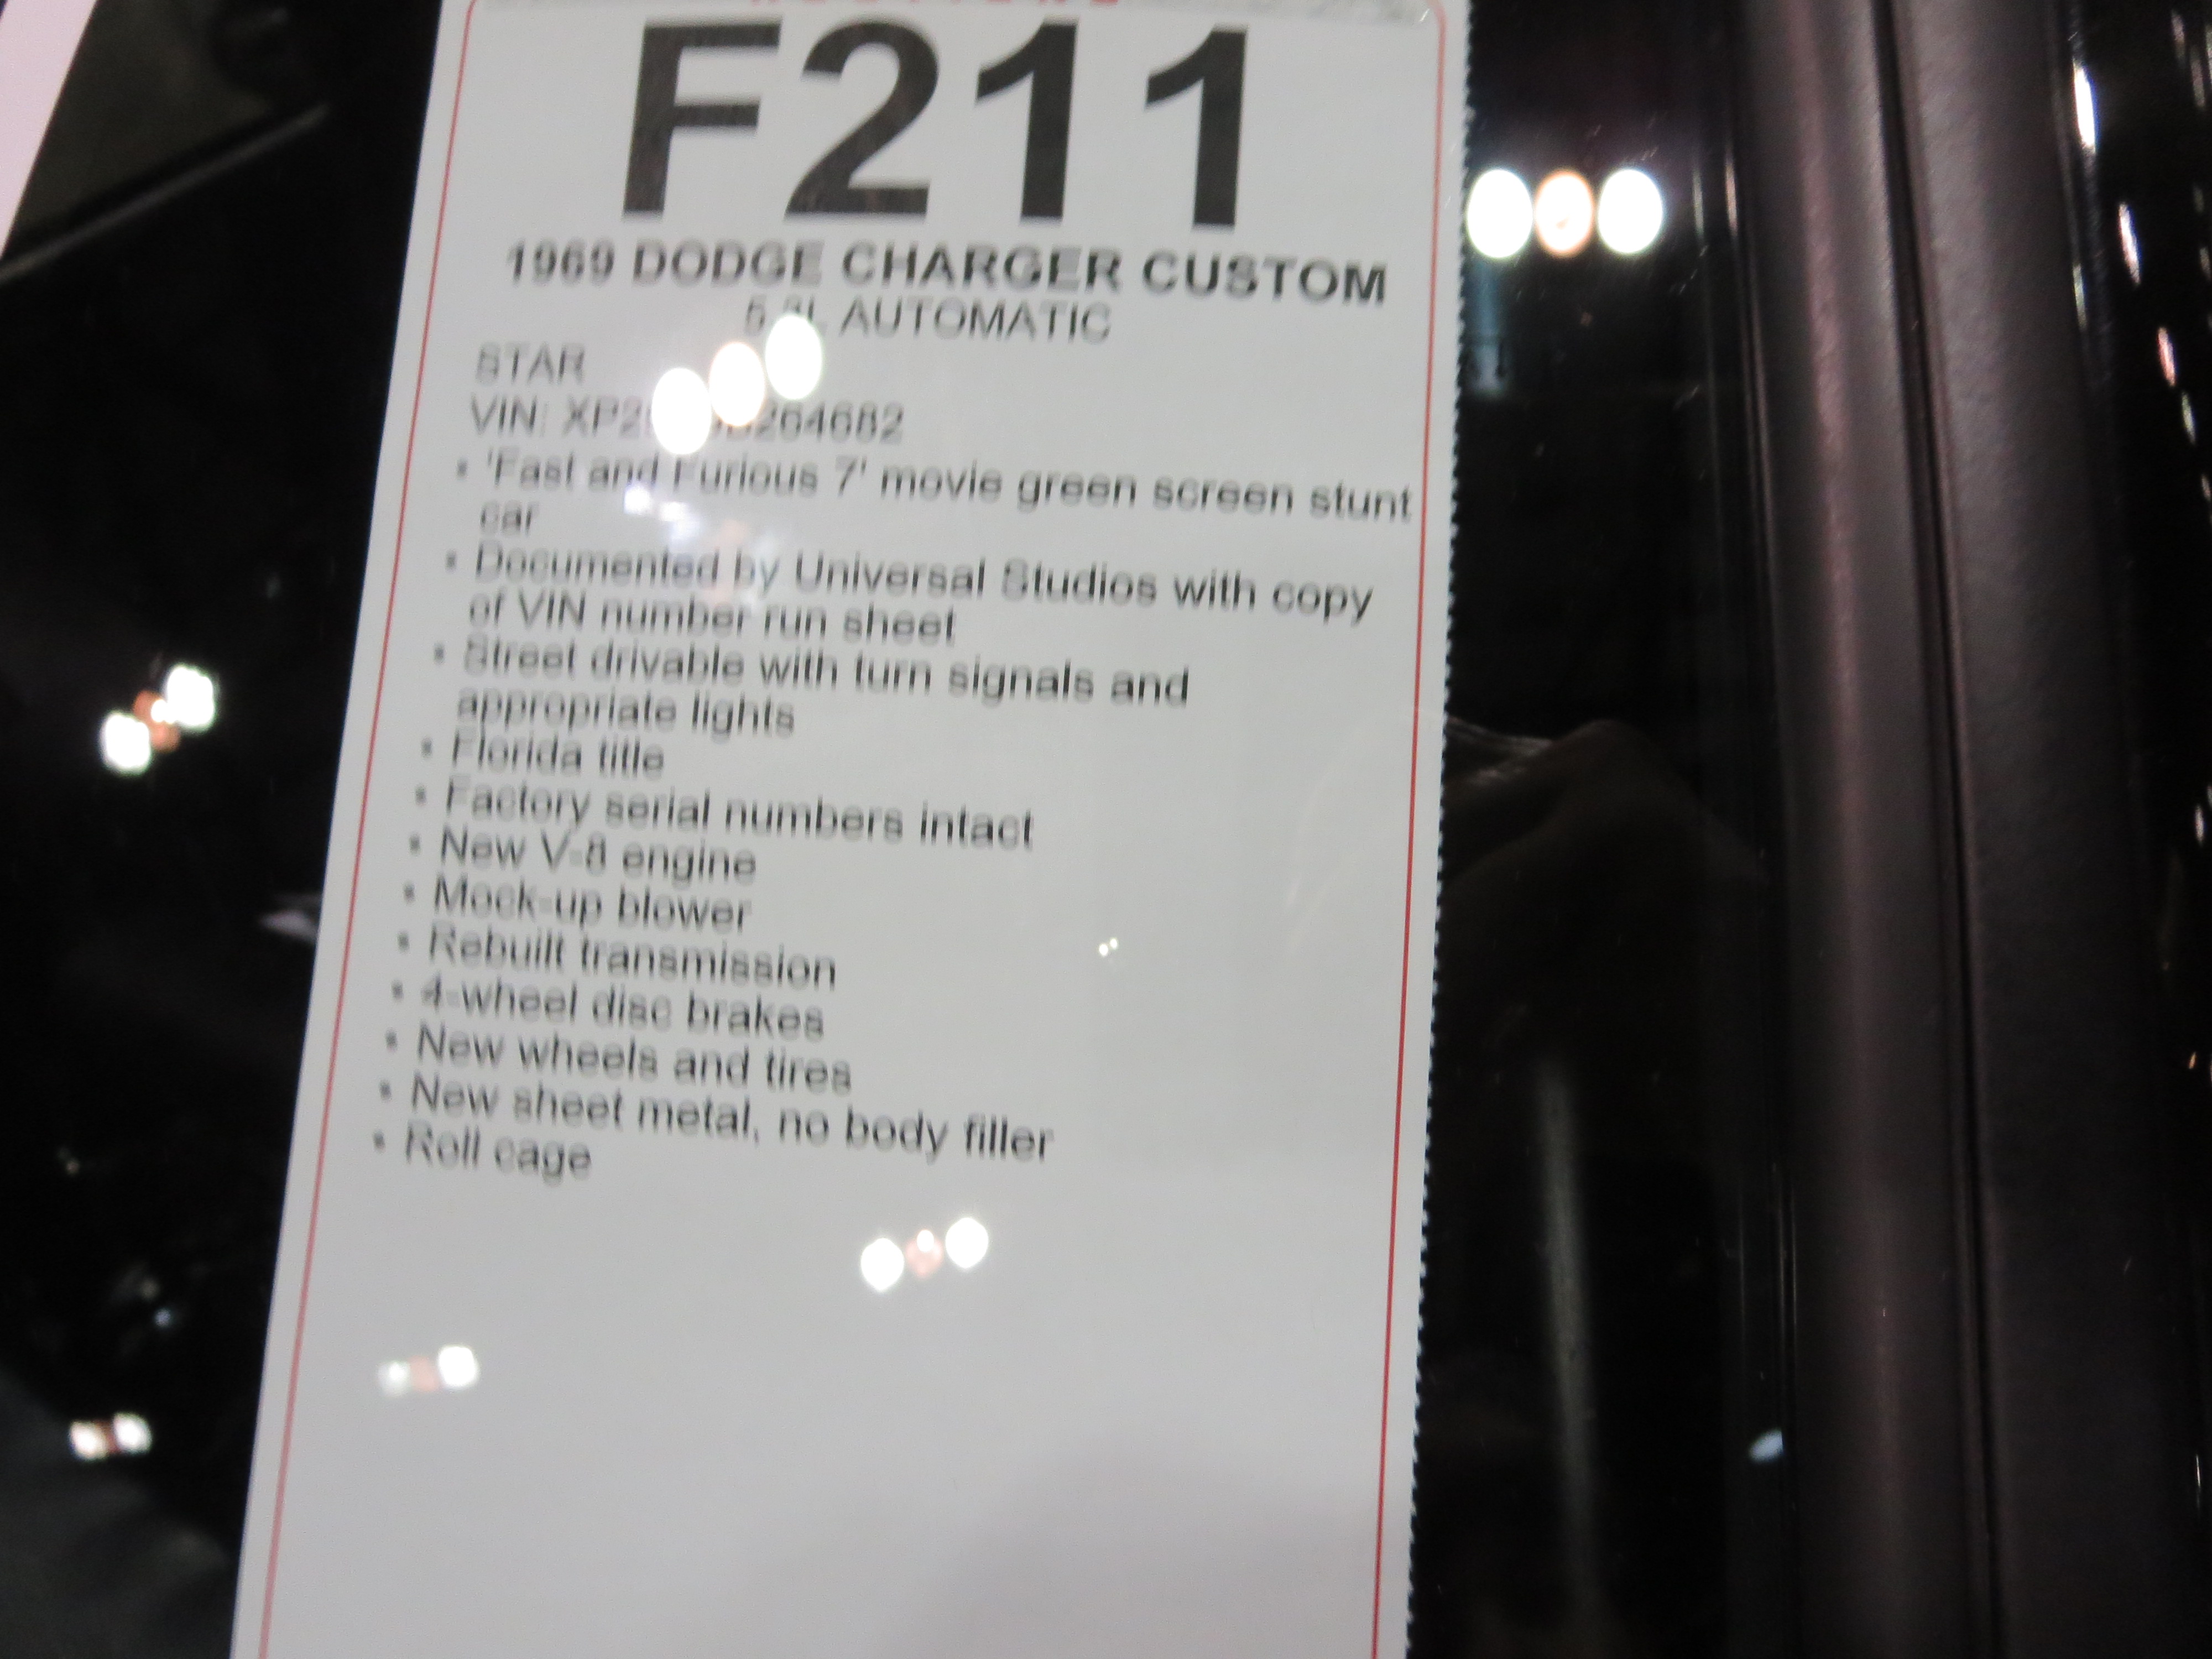 F211
1969 DODGE CHARGER CUSTOM
AUTOMATIC
STAR
VIN:
• 'Fast and Furious 7' movie green screen stunt
car
• Documented by Universal Studios with copy
of VIN number run sheet
• Street drivable with turn signals and
appropriate lights
• Florida title
• Factory serial numbers intact
• New V-8 engine
• Mock-up blower
• Rebuilt transmission
• 4-wheel disc brakes
• New wheels and tires
• New sheet metal, no body filler
• Roll cage